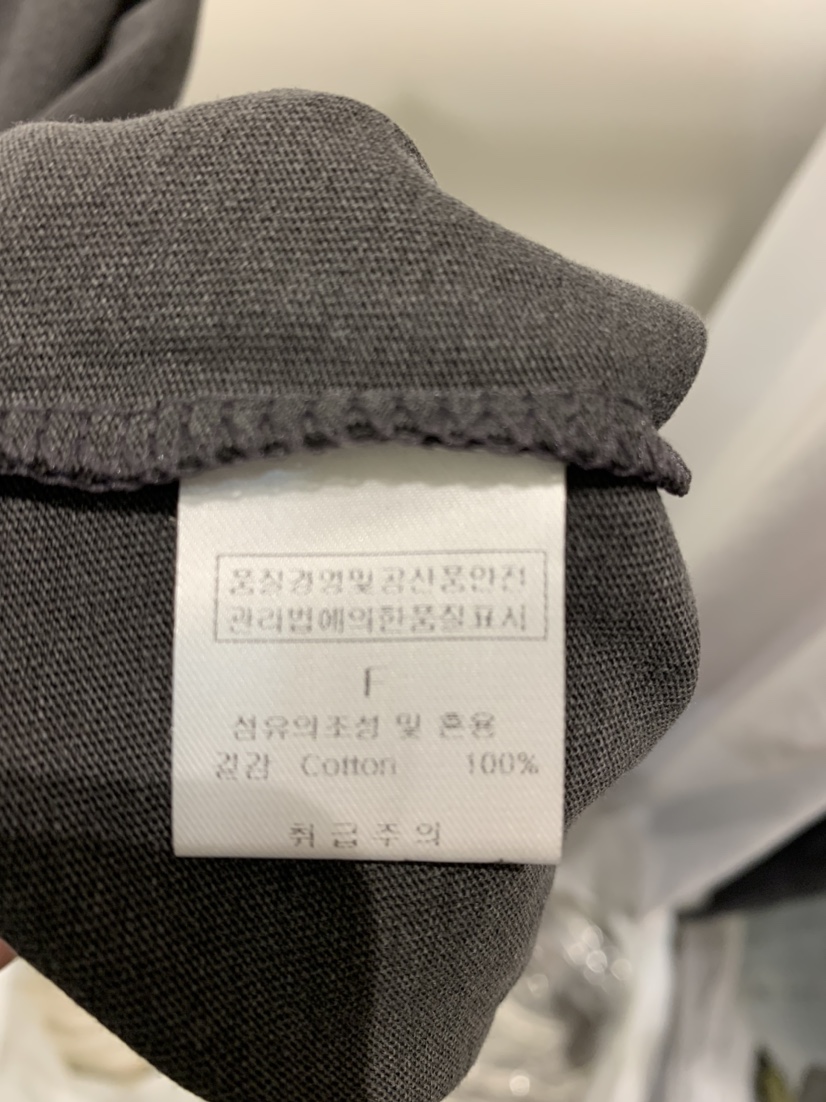 품질경영및공산품안전
관리법에의한품질표시
F
섬유의조성 및 혼용
겉감 Cotton 100%
취급주의